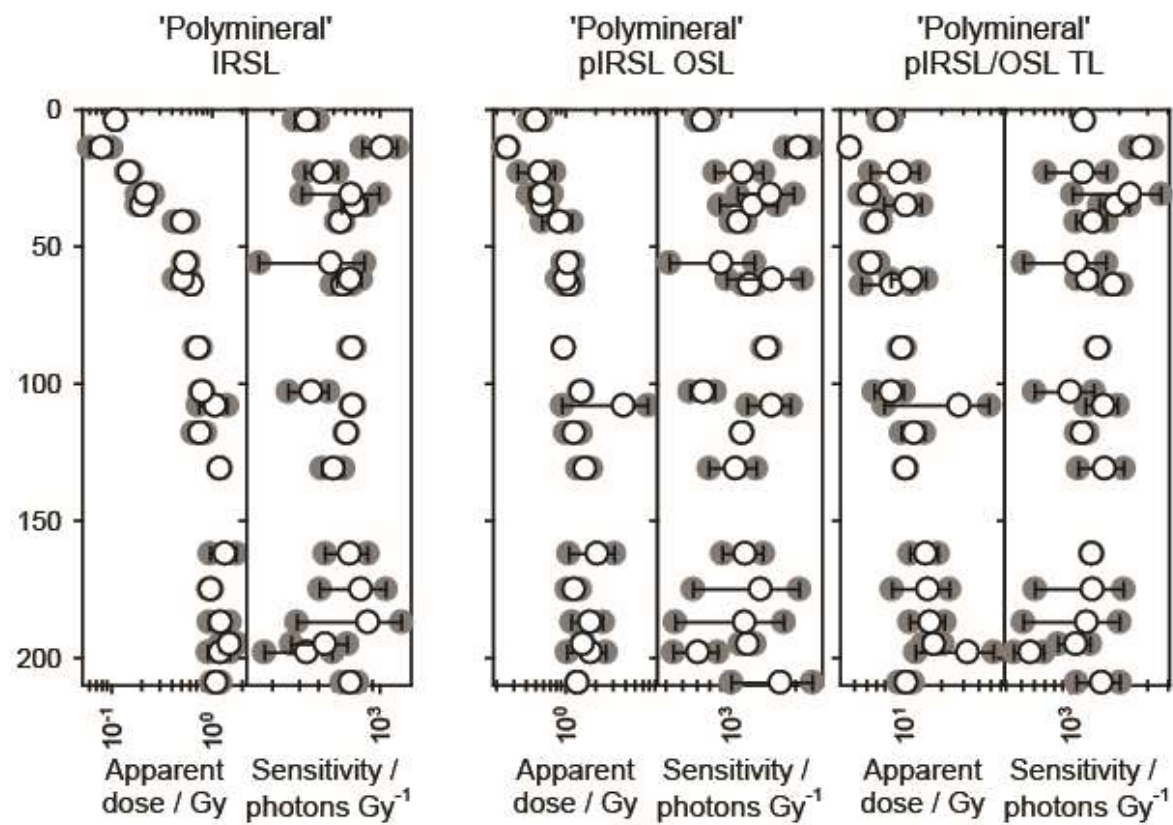 'Polymineral' 'Polymineral' 'Polymineral'
IRSL pIRSL OSL pIRSL/OSL TL
0
50
100
150
200
10⁻¹ 10⁰ 10³ 10⁰ 10³ 10¹ 10³
Apparent Sensitivity / Apparent Sensitivity / Apparent Sensitivity /
dose / Gy photons Gy⁻¹ dose / Gy photons Gy⁻¹ dose / Gy photons Gy⁻¹